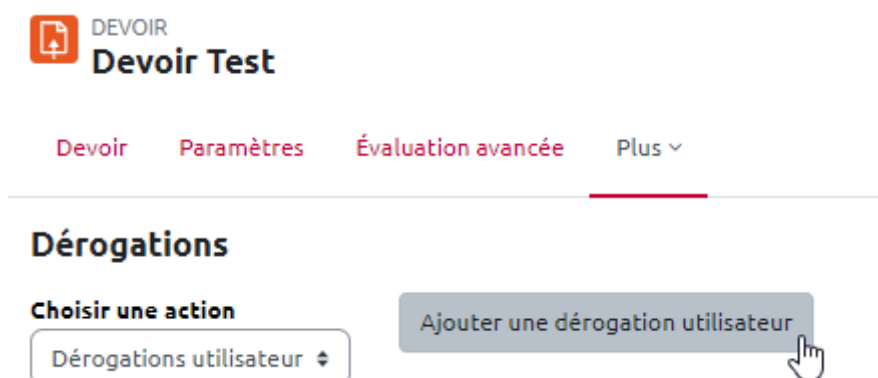 DEVOIR
Devoir Test
Devoir Paramètres Évaluation avancée Plus
Dérogations
Choisir une action
Ajouter une dérogation utilisateur
Dérogations utilisateur